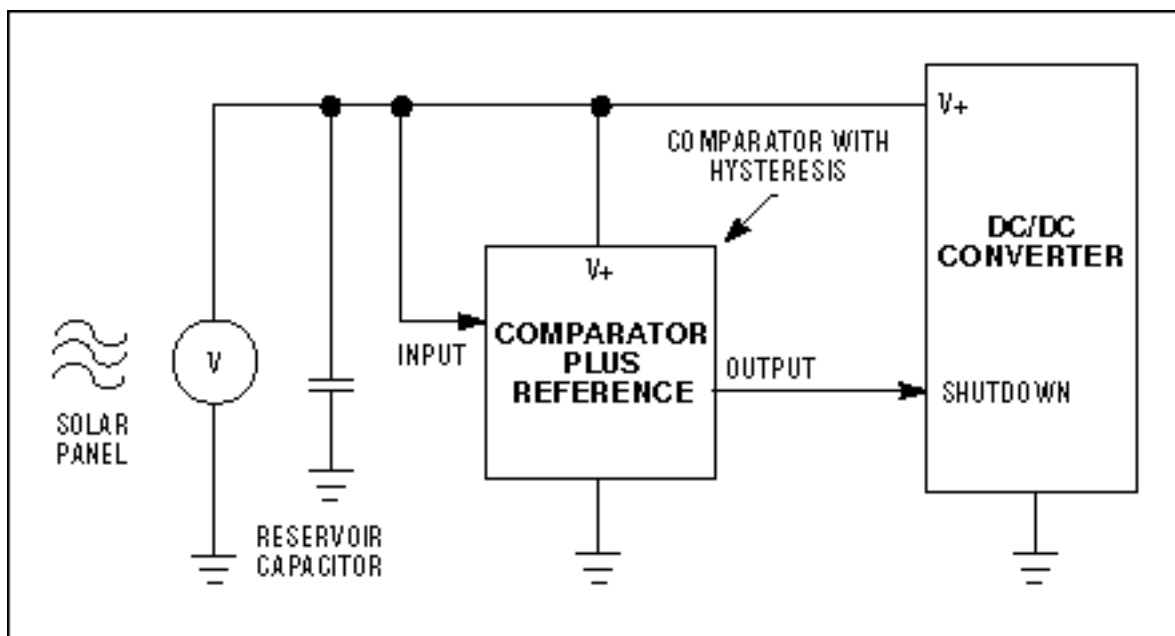 V+
COMPARATOR WITH
HYSTERESIS
DC/DC
CONVERTER
V+
COMPARATOR
PLUS
REFERENCE
INPUT
OUTPUT
SHUTDOWN
V
SOLAR
PANEL
RESERVOIR
CAPACITOR